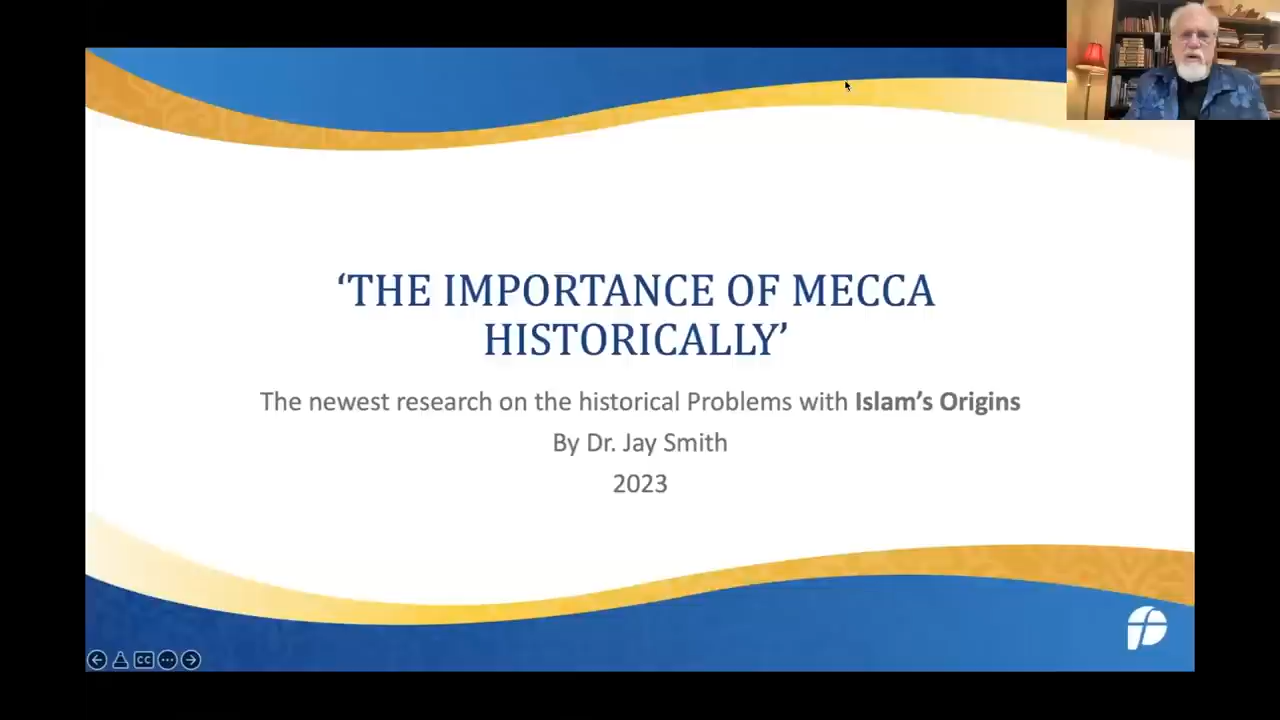 ‘THE IMPORTANCE OF MECCA
HISTORICALLY’
The newest research on the historical Problems with Islam’s Origins
By Dr. Jay Smith
2023
CC